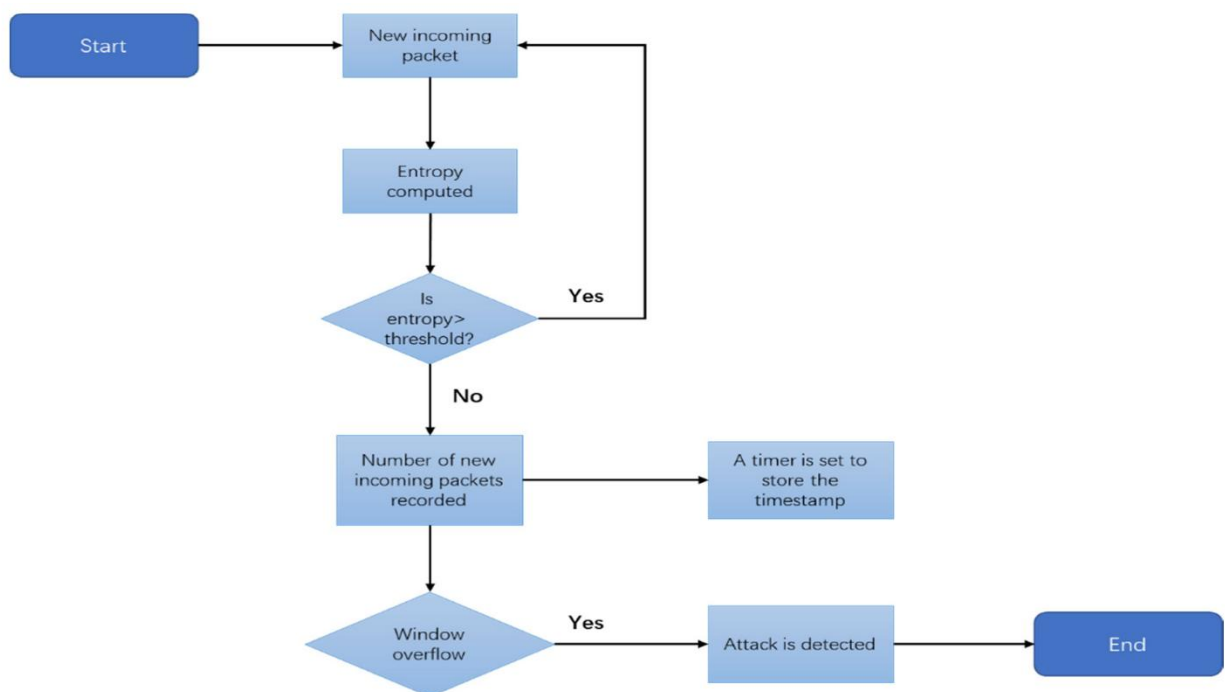 Start
New incoming
packet
Entropy
computed
Is
entropy>
threshold?
Yes
No
Number of new
incoming packets
recorded
A timer is set to
store the
timestamp
Window
overflow
Yes
Attack is detected
End